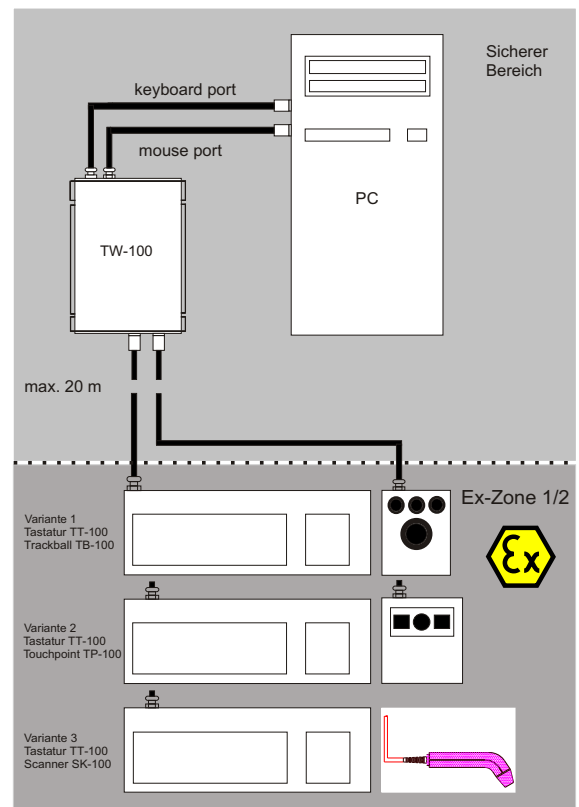 Sicherer
Bereich
keyboard port
mouse port
PC
TW-100
max. 20 m
Ex-Zone 1/2
Variante 1
Tastatur TT-100
Trackball TB-100
Ex
Variante 2
Tastatur TT-100
Touchpoint TP-100
Variante 3
Tastatur TT-100
Scanner SK-100